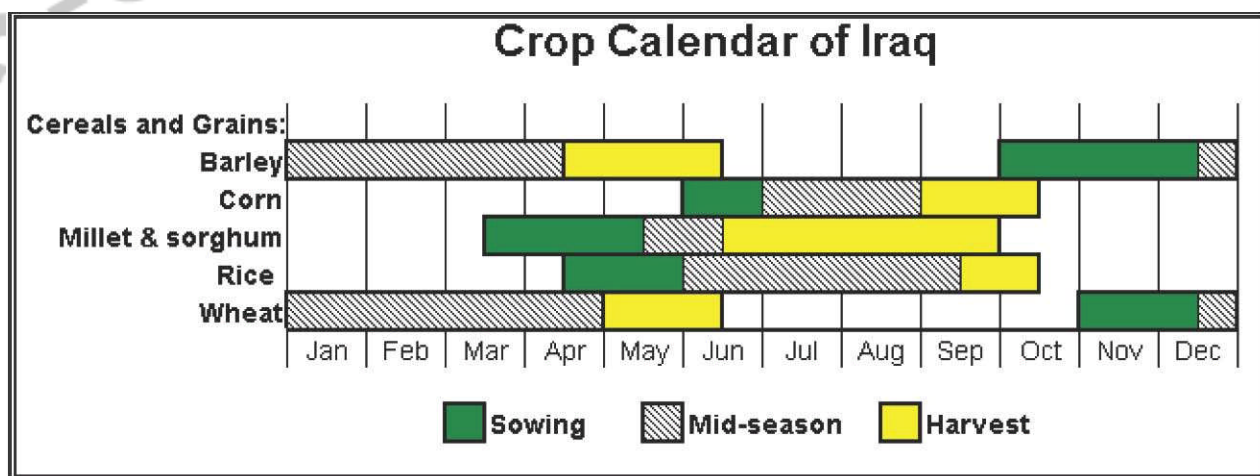 Crop Calendar of Iraq
Cereals and Grains:
Barley
Corn
Millet & sorghum
Rice
Wheat
Jan Feb Mar Apr May Jun Jul Aug Sep Oct Nov Dec
Sowing Mid-season Harvest